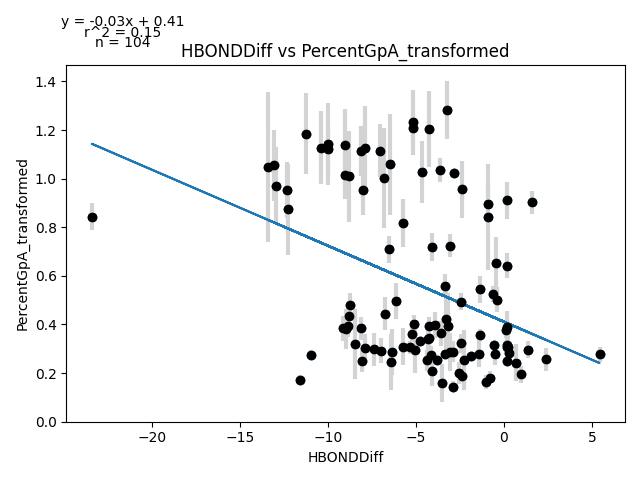 y = -0.03x + 0.41
r^2 = 0.15
n = 104
HBONDDiff vs PercentGpA_transformed
1.4
1.2
1.0
0.8
0.6
0.4
0.2
0.0
PercentGpA_transformed
−20
−15
−10
−5
0
5
HBONDDiff